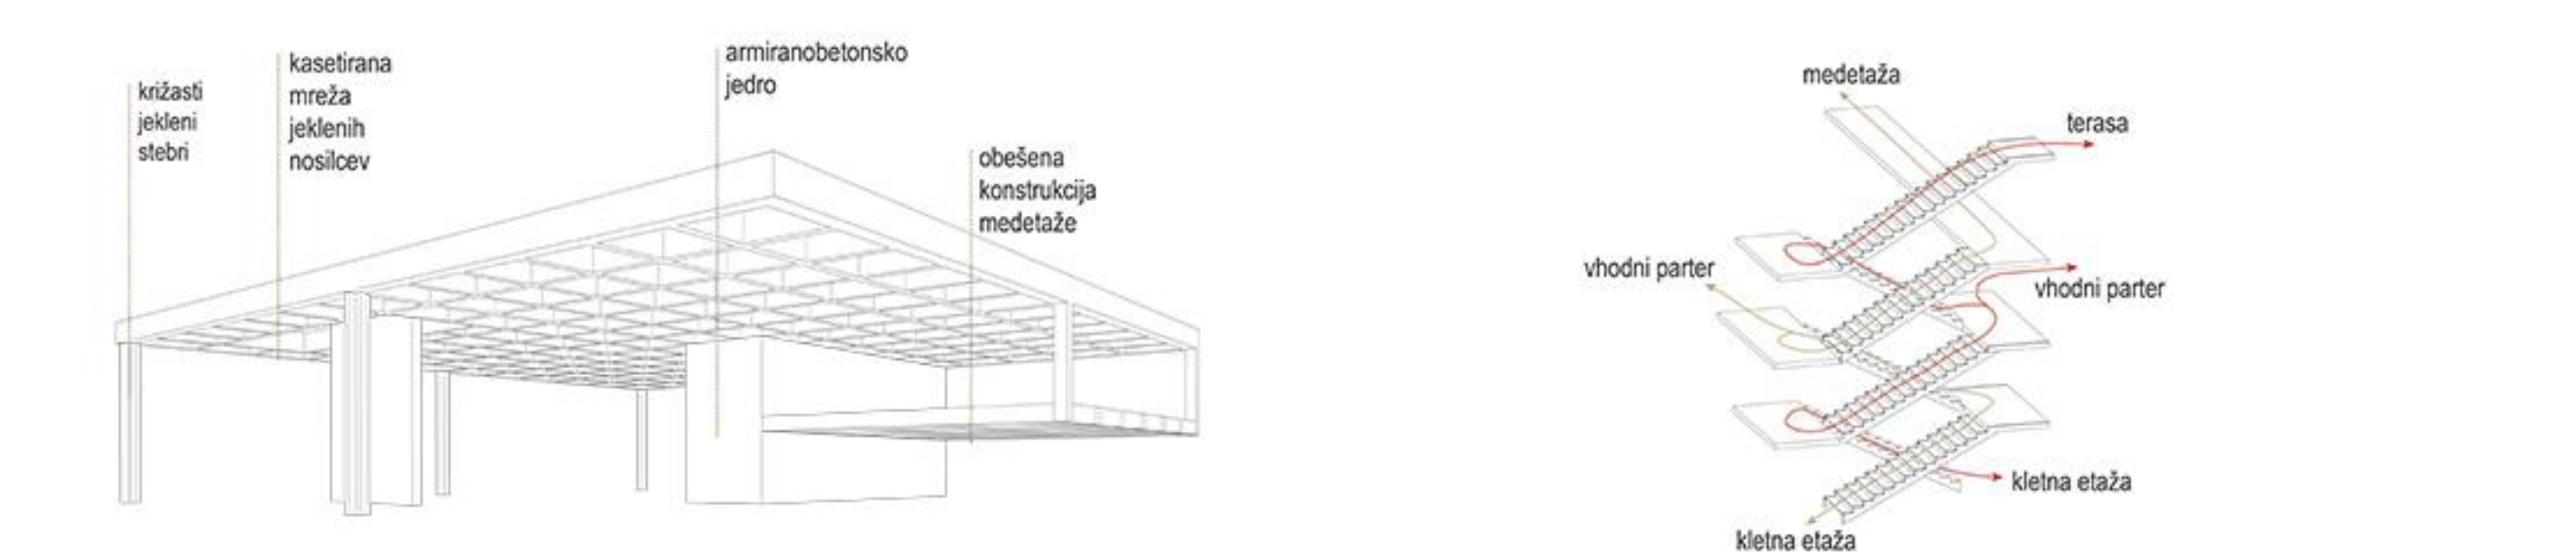 križasti
jekleni
stebri
kasetirana
mreža
jeklenih
nosilcev
armiranobetonsko
jedro
obešena
konstrukcija
medetaže
medetaža
terasa
vhodni parter
vhodni parter
kletna etaža
kletna etaža